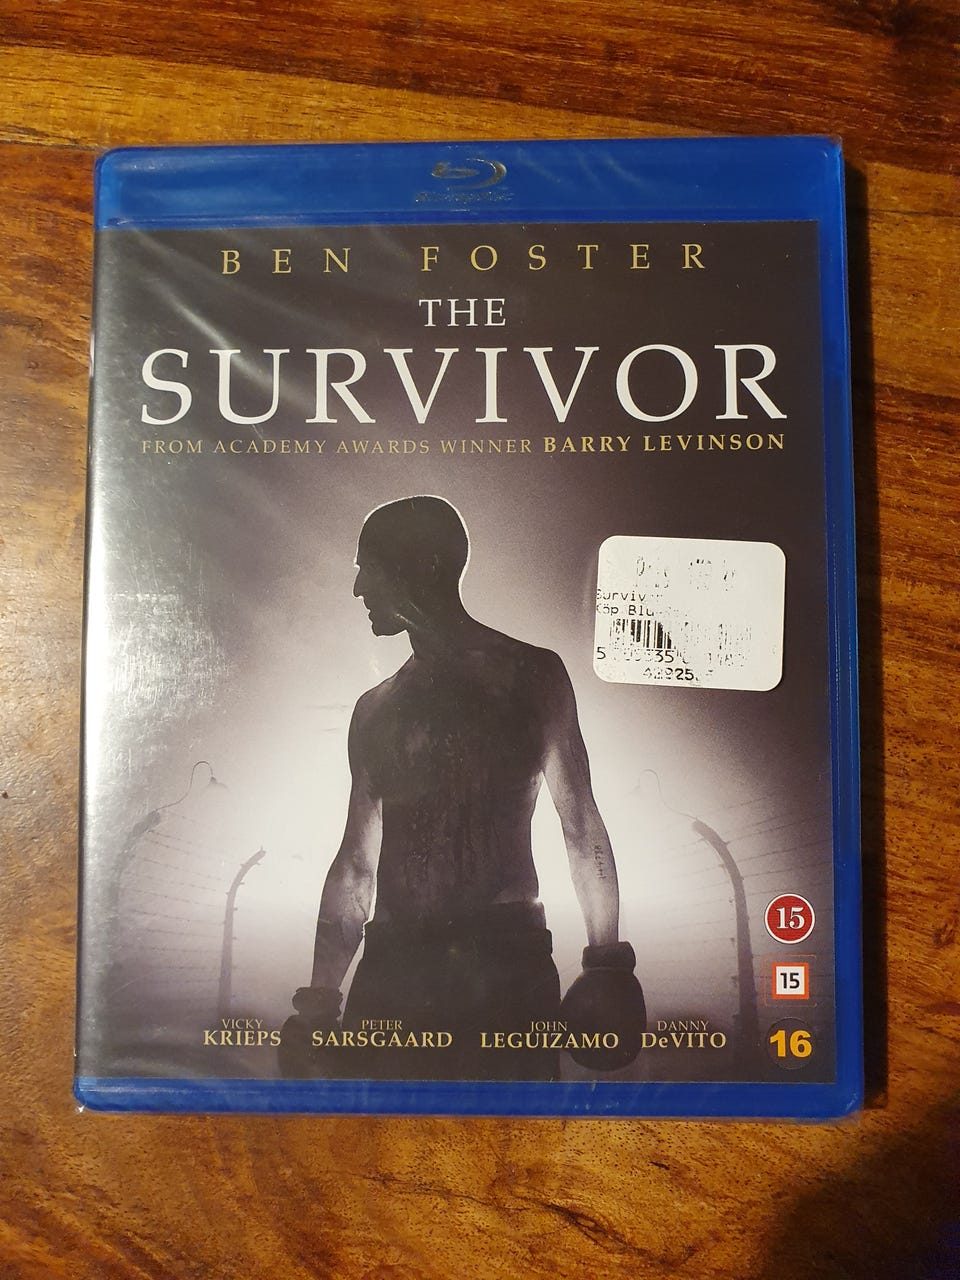 BEN FOSTER
THE
SURVIVOR
FROM ACADEMY AWARDS WINNER BARRY LEVINSON
15
15
16
VICKY KRIEPS
PETER SARSGAARD
JOHN LEGUIZAMO
DANNY DeVITO